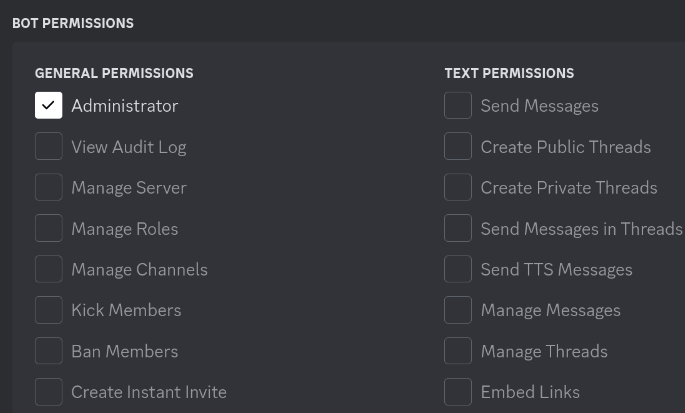 BOT PERMISSIONS
GENERAL PERMISSIONS
Administrator
View Audit Log
Manage Server
Manage Roles
Manage Channels
Kick Members
Ban Members
Create Instant Invite
TEXT PERMISSIONS
Send Messages
Create Public Threads
Create Private Threads
Send Messages in Threads
Send TTS Messages
Manage Messages
Manage Threads
Embed Links